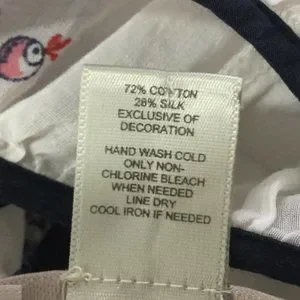 72% COTTON
28% SILK
EXCLUSIVE OF
DECORATION
HAND WASH COLD
ONLY NON-
CHLORINE BLEACH
WHEN NEEDED
LINE DRY
COOL IRON IF NEEDED